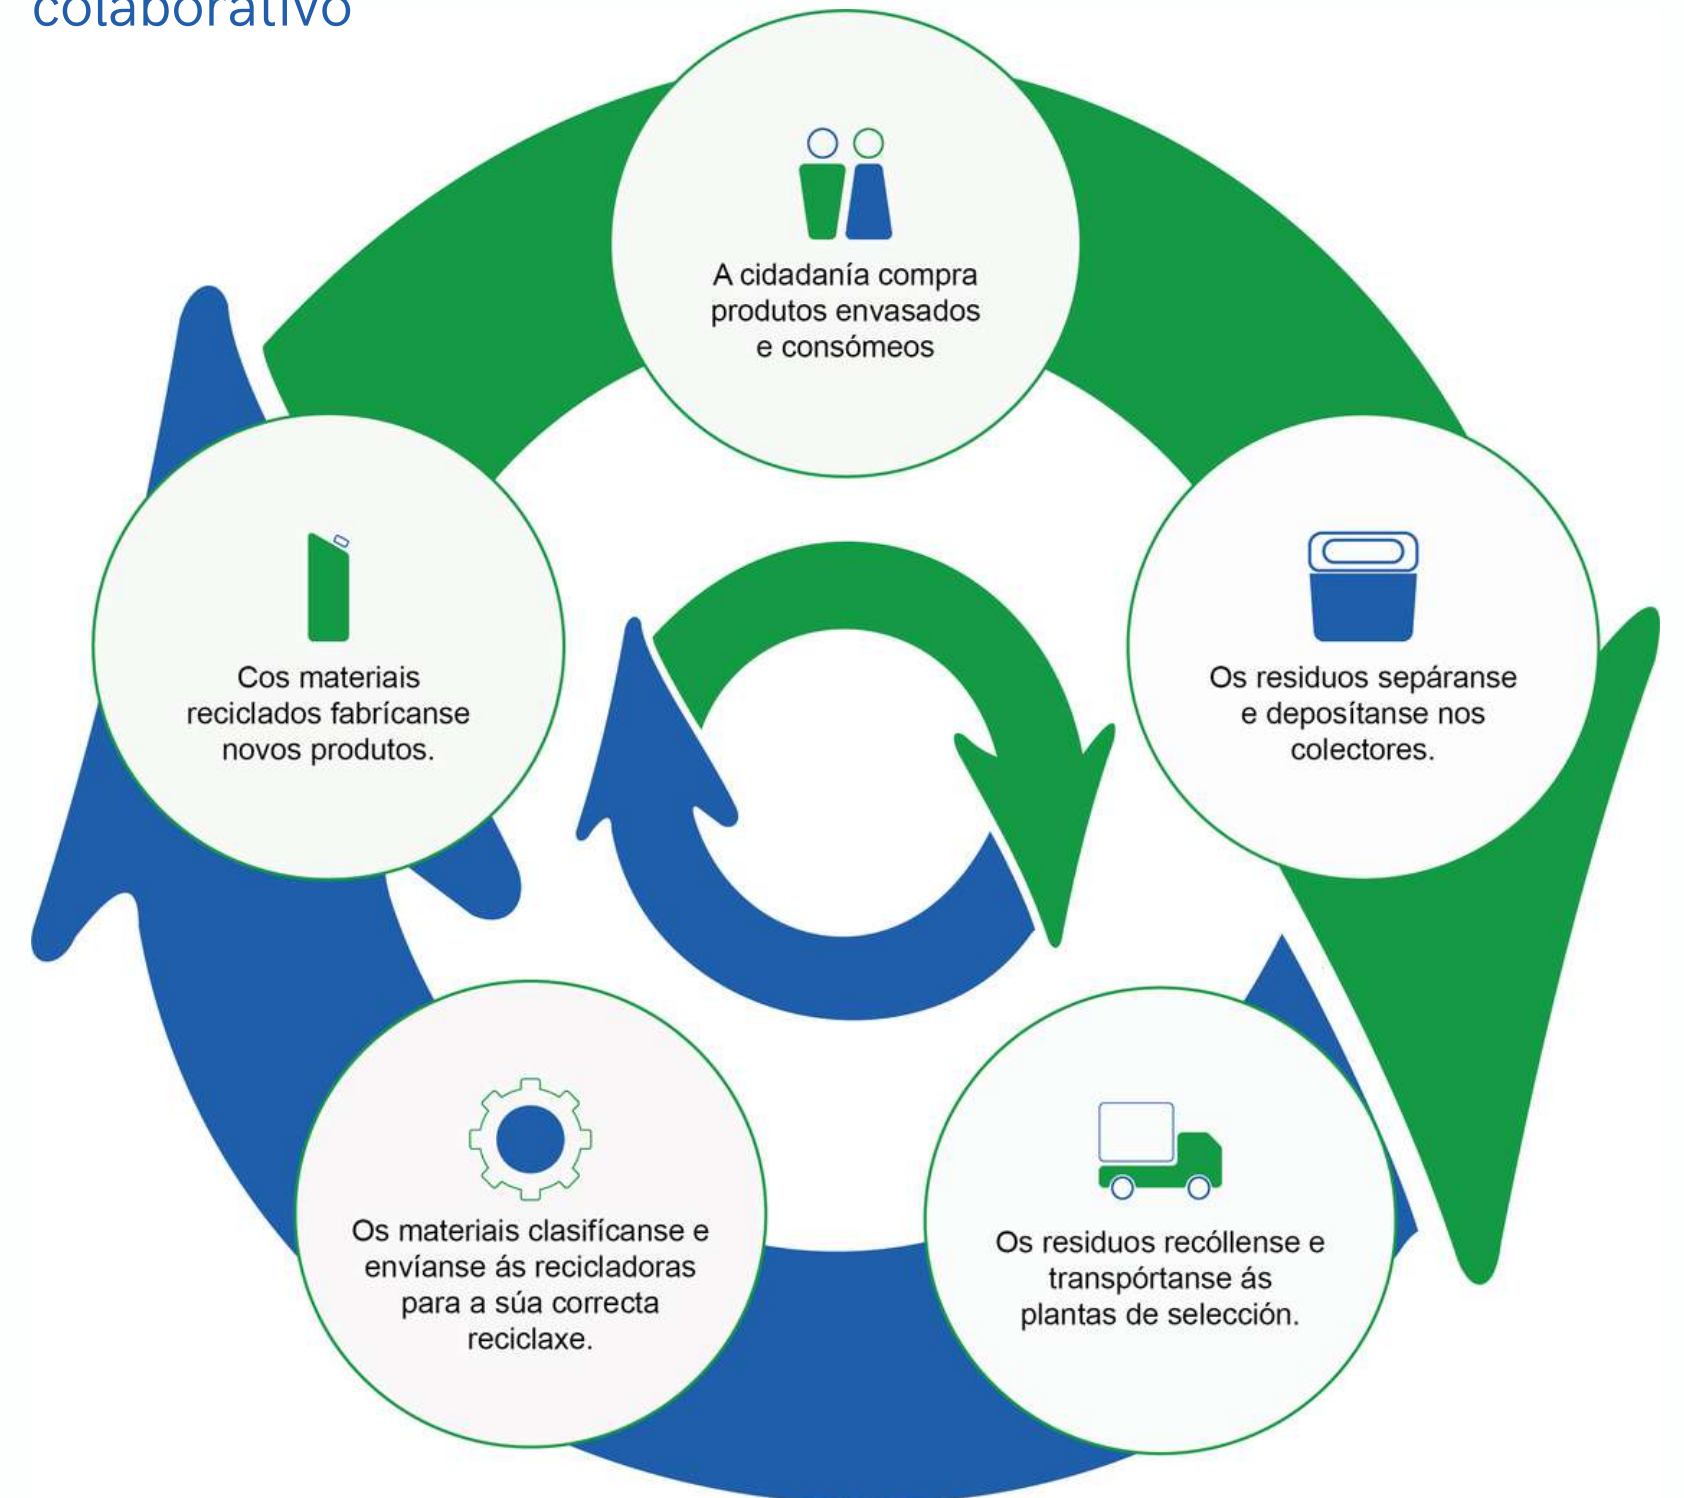 colaborativo
A cidadanía compra
produtos envasados
e consómeos
Os residuos sepáranse
e deposítanse nos
colectores.
Os residuos recóllense e
transpórtanse ás
plantas de selección.
Os materiais clasifícanse e
envíanse ás recicladoras
para a súa correcta
reciclaxe.
Cos materiais
reciclados fabrícanse
novos produtos.